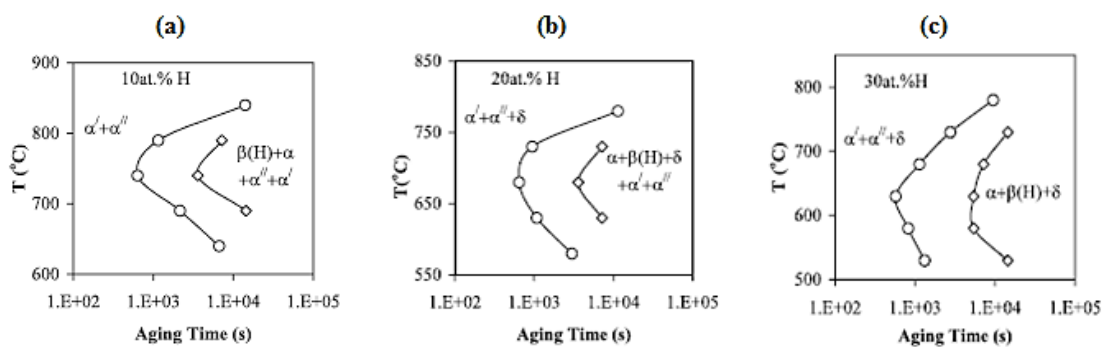 (a)
900
800
700
600
T (°C)
10at.% H
α/+α//
β(H)+α
+α//+α/
1.E+02 1.E+03 1.E+04 1.E+05
Aging Time (s)
(b)
850
750
650
550
T(°C)
20at.% H
α/+α//+δ
α+β(H)+δ
+α/+α//
1.E+02 1.E+03 1.E+04 1.E+05
Aging Time (s)
(c)
800
700
600
500
T (°C)
30at.%H
α/+α//+δ
α+β(H)+δ
1.E+02 1.E+03 1.E+04 1.E+05
Aging Time (s)